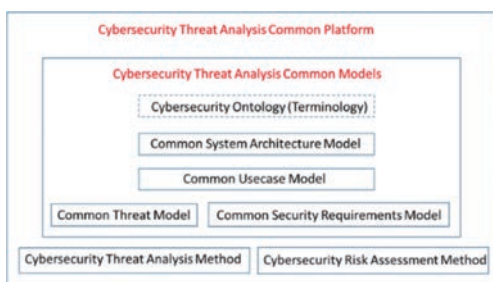 Cybersecurity Threat Analysis Common Platform
Cybersecurity Threat Analysis Common Models
Cybersecurity Ontology (Terminology)
Common System Architecture Model
Common Usecase Model
Common Threat Model
Common Security Requirements Model
Cybersecurity Threat Analysis Method
Cybersecurity Risk Assessment Method